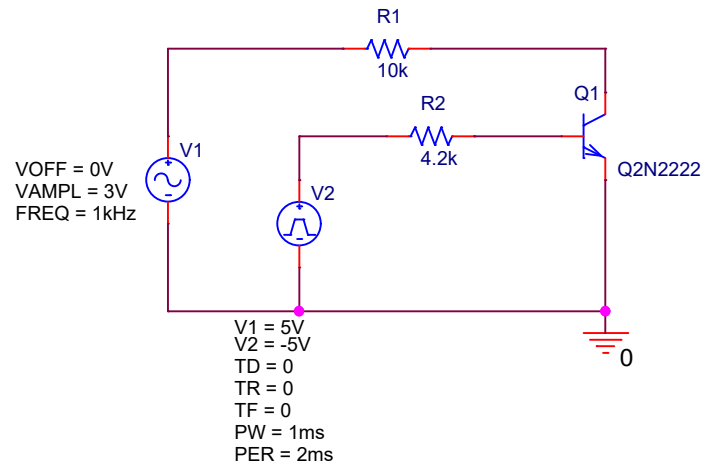 R1
10k
Q1
R2
4.2k
Q2N2222
V1
VOFF = 0V
VAMPL = 3V
FREQ = 1kHz
V2
V1 = 5V
V2 = -5V
TD = 0
TR = 0
TF = 0
PW = 1ms
PER = 2ms
0